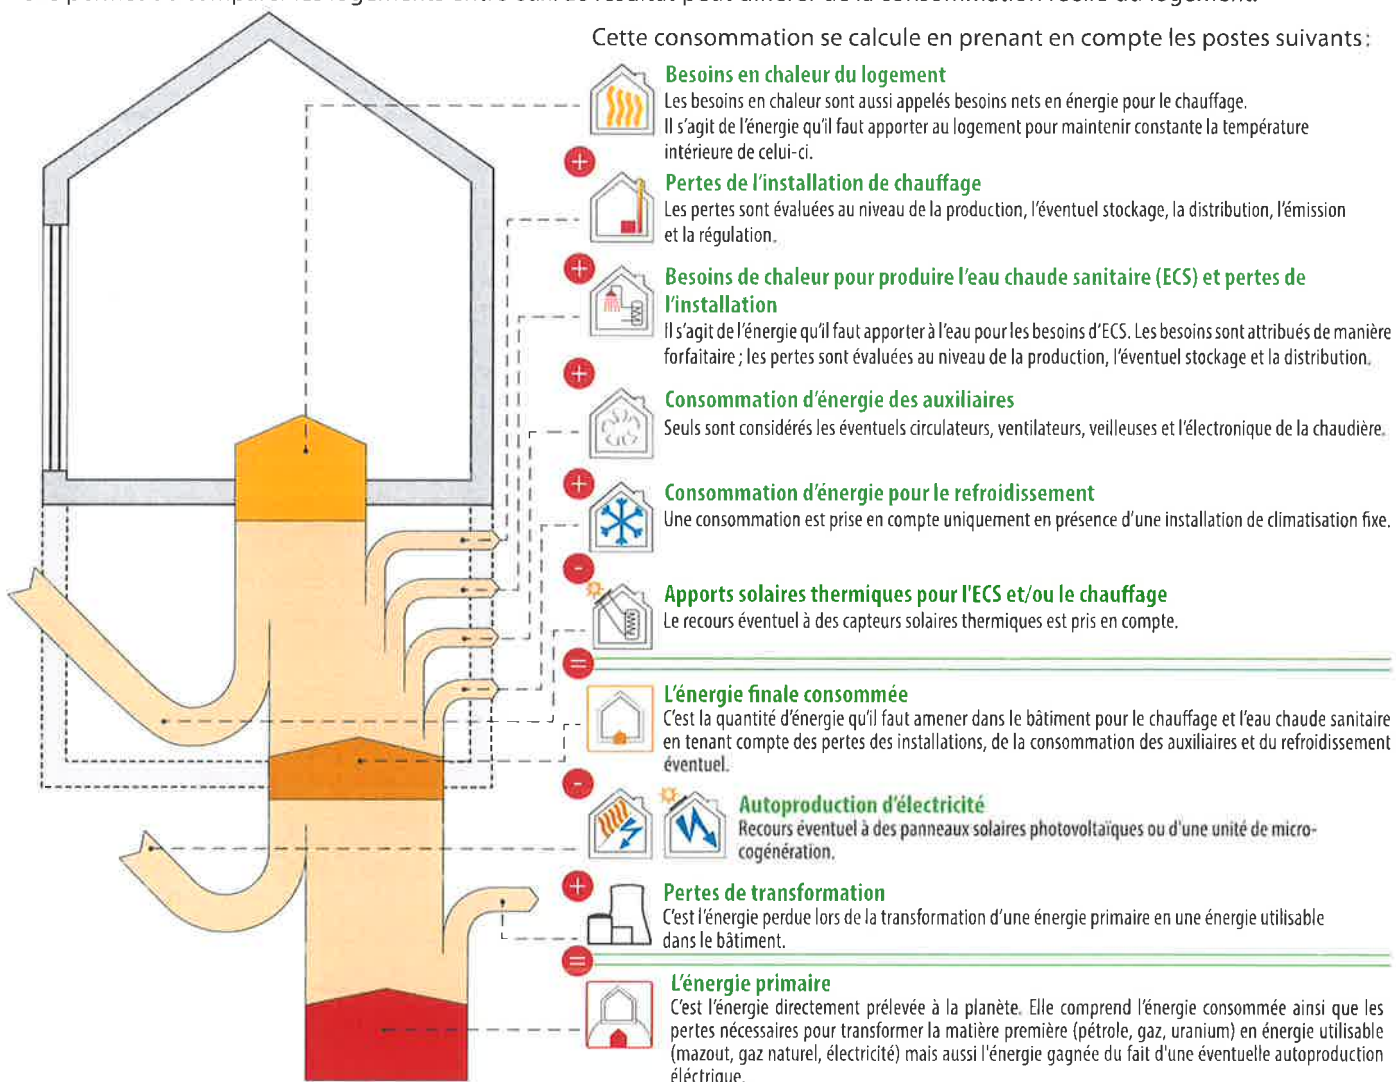 Cette consommation se calcule en prenant en compte les postes suivants :
Besoins en chaleur du logement
Les besoins en chaleur sont aussi appelés besoins nets en énergie pour le chauffage.
Il s'agit de l'énergie qu'il faut apporter au logement pour maintenir constante la température
intérieure de celui-ci.
+
Pertes de l'installation de chauffage
Les pertes sont évaluées au niveau de la production, l'éventuel stockage, la distribution, l'émission
et la régulation.
+
Besoins de chaleur pour produire l'eau chaude sanitaire (ECS) et pertes de
l'installation
Il s'agit de l'énergie qu'il faut apporter à l'eau pour les besoins d'ECS. Les besoins sont attribués de manière
forfaitaire ; les pertes sont évaluées au niveau de la production, l'éventuel stockage et la distribution.
+
Consommation d'énergie des auxiliaires
Seuls sont considérés les éventuels circulateurs, ventilateurs, veilleuses et l'électronique de la chaudière.
+
Consommation d'énergie pour le refroidissement
Une consommation est prise en compte uniquement en présence d'une installation de climatisation fixe.
-
Apports solaires thermiques pour l'ECS et/ou le chauffage
Le recours éventuel à des capteurs solaires thermiques est pris en compte.
=
L'énergie finale consommée
C'est la quantité d'énergie qu'il faut amener dans le bâtiment pour le chauffage et l'eau chaude sanitaire
en tenant compte des pertes des installations, de la consommation des auxiliaires et du refroidissement
éventuel.
-
Autoproduction d'électricité
Recours éventuel à des panneaux solaires photovoltaïques ou d'une unité de micro-
cogénération.
+
Pertes de transformation
C'est l'énergie perdue lors de la transformation d'une énergie primaire en une énergie utilisable
dans le bâtiment.
=
L'énergie primaire
C'est l'énergie directement prélevée à la planète. Elle comprend l'énergie consommée ainsi que les
pertes nécessaires pour transformer la matière première (pétrole, gaz, uranium) en énergie utilisable
(mazout, gaz naturel, électricité) mais aussi l'énergie gagnée du fait d'une éventuelle autoproduction
éléctrique.